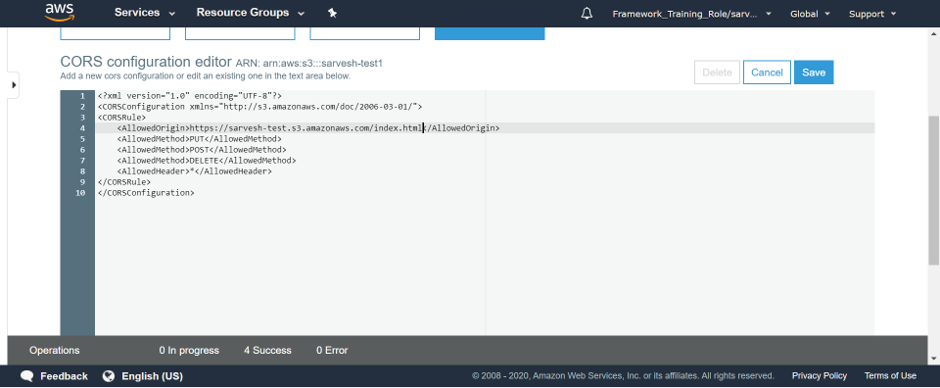 aws Services Resource Groups Framework_Training_Role/sarv... Global Support
CORS configuration editor ARN: arn:aws:s3:::sarvesh-test1
Add a new cors configuration or edit an existing one in the text area below.
Delete Cancel Save
1 <?xml version="1.0" encoding="UTF-8"?>
2 <CORSConfiguration xmlns="http://s3.amazonaws.com/doc/2006-03-01/">
3 <CORSRule>
4 <AllowedOrigin>https://sarvesh-test.s3.amazonaws.com/index.html</AllowedOrigin>
5 <AllowedMethod>PUT</AllowedMethod>
6 <AllowedMethod>POST</AllowedMethod>
7 <AllowedMethod>DELETE</AllowedMethod>
8 <AllowedHeader>*</AllowedHeader>
9 </CORSRule>
10 </CORSConfiguration>
Operations 0 In progress 4 Success 0 Error
Feedback English (US) © 2008 - 2020, Amazon Web Services, Inc. or its affiliates. All rights reserved. Privacy Policy Terms of Use